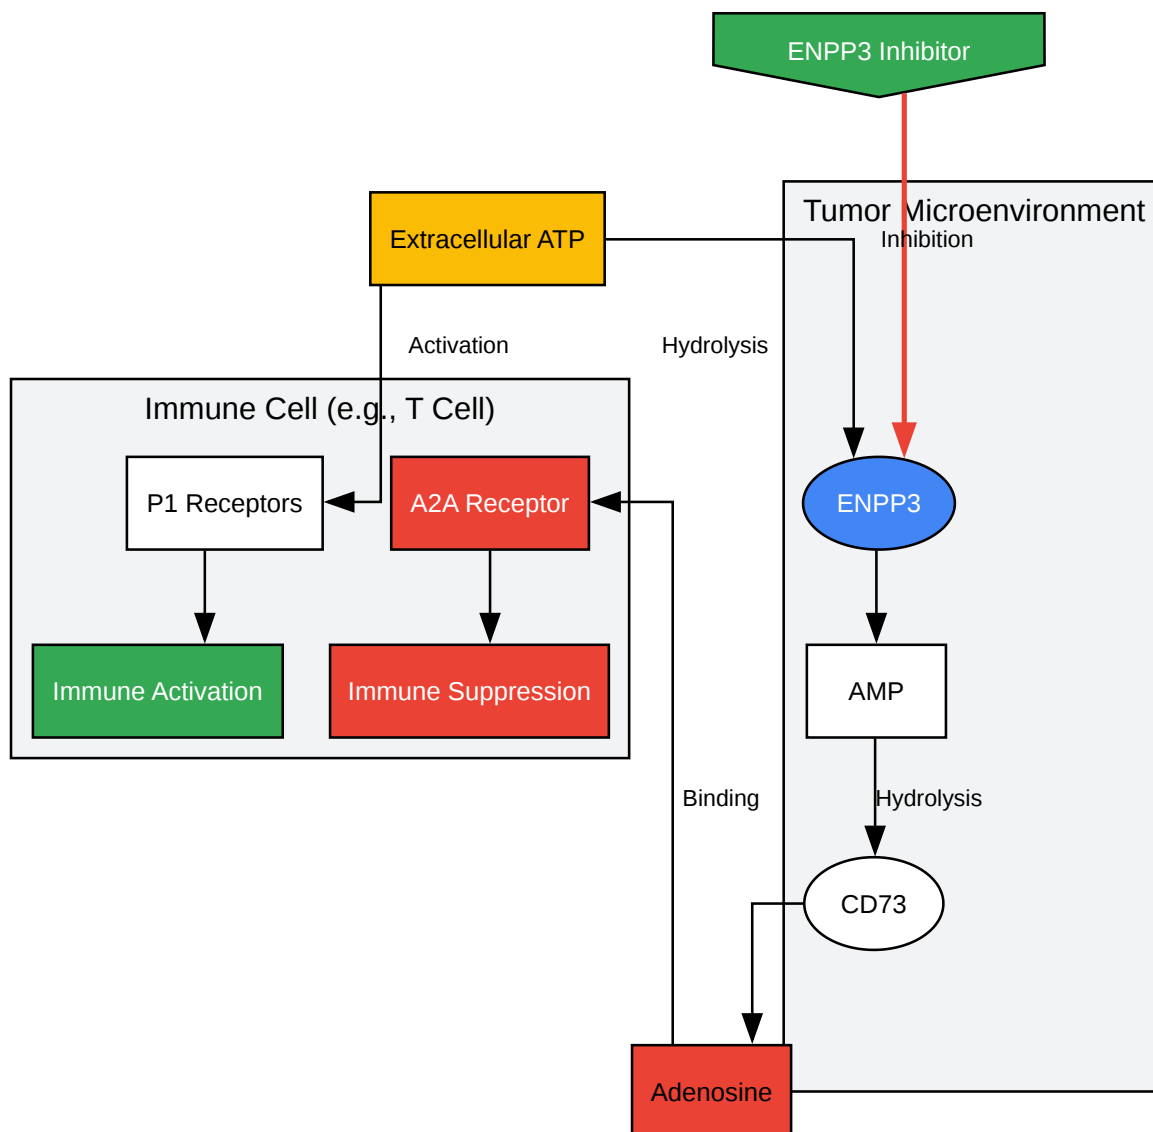 ENPP3 Inhibitor
Tumor Microenvironment
Extracellular ATP
Inhibition
Activation
Hydrolysis
Immune Cell (e.g., T Cell)
P1 Receptors
A2A Receptor
ENPP3
Immune Activation
Immune Suppression
AMP
Binding
Hydrolysis
CD73
Adenosine